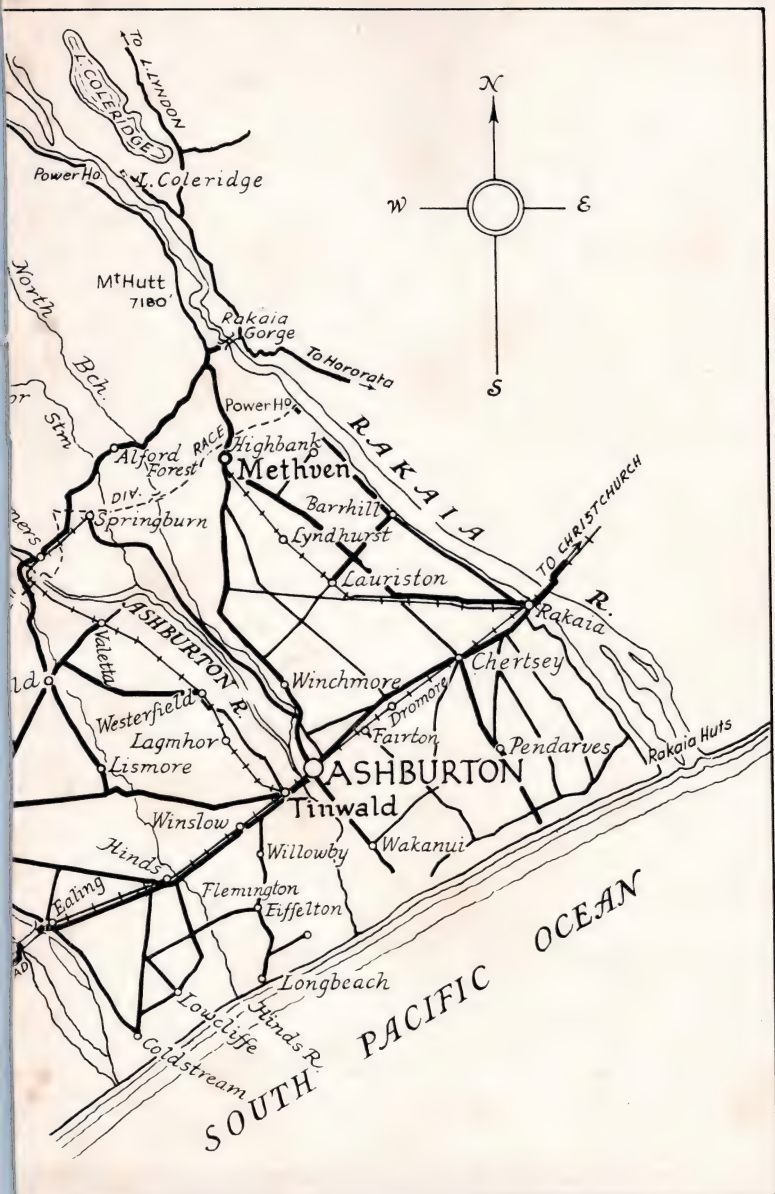 TO L. LYNDON
L. COLERIDGE
Power Ho.
L. Coleridge
N
W
E
S
Mt Hutt
7180'
North
Bch.
Stm
Rakaia
Gorge
To Hororata
Power Ho.
RACE
DIV.
Highbank
Alford
Forest
Methven
RAKAIA
R.
Springburn
Barrhill
Lyndhurst
TO CHRISTCHURCH
Lauriston
Rakaia
ASHBURTON
R.
Valetta
Chertsey
Winchmore
Westerfield
Dromore
Lagmhor
Fairton
Pendarves
Rakaia Huts
Lismore
ASHBURTON
Tinwald
Winslow
Willowby
Wakanui
Hinds
Ealing
Flemington
Eiffelton
Longbeach
Lowcliffe
Hinds R.
Coldstream
SOUTH PACIFIC OCEAN